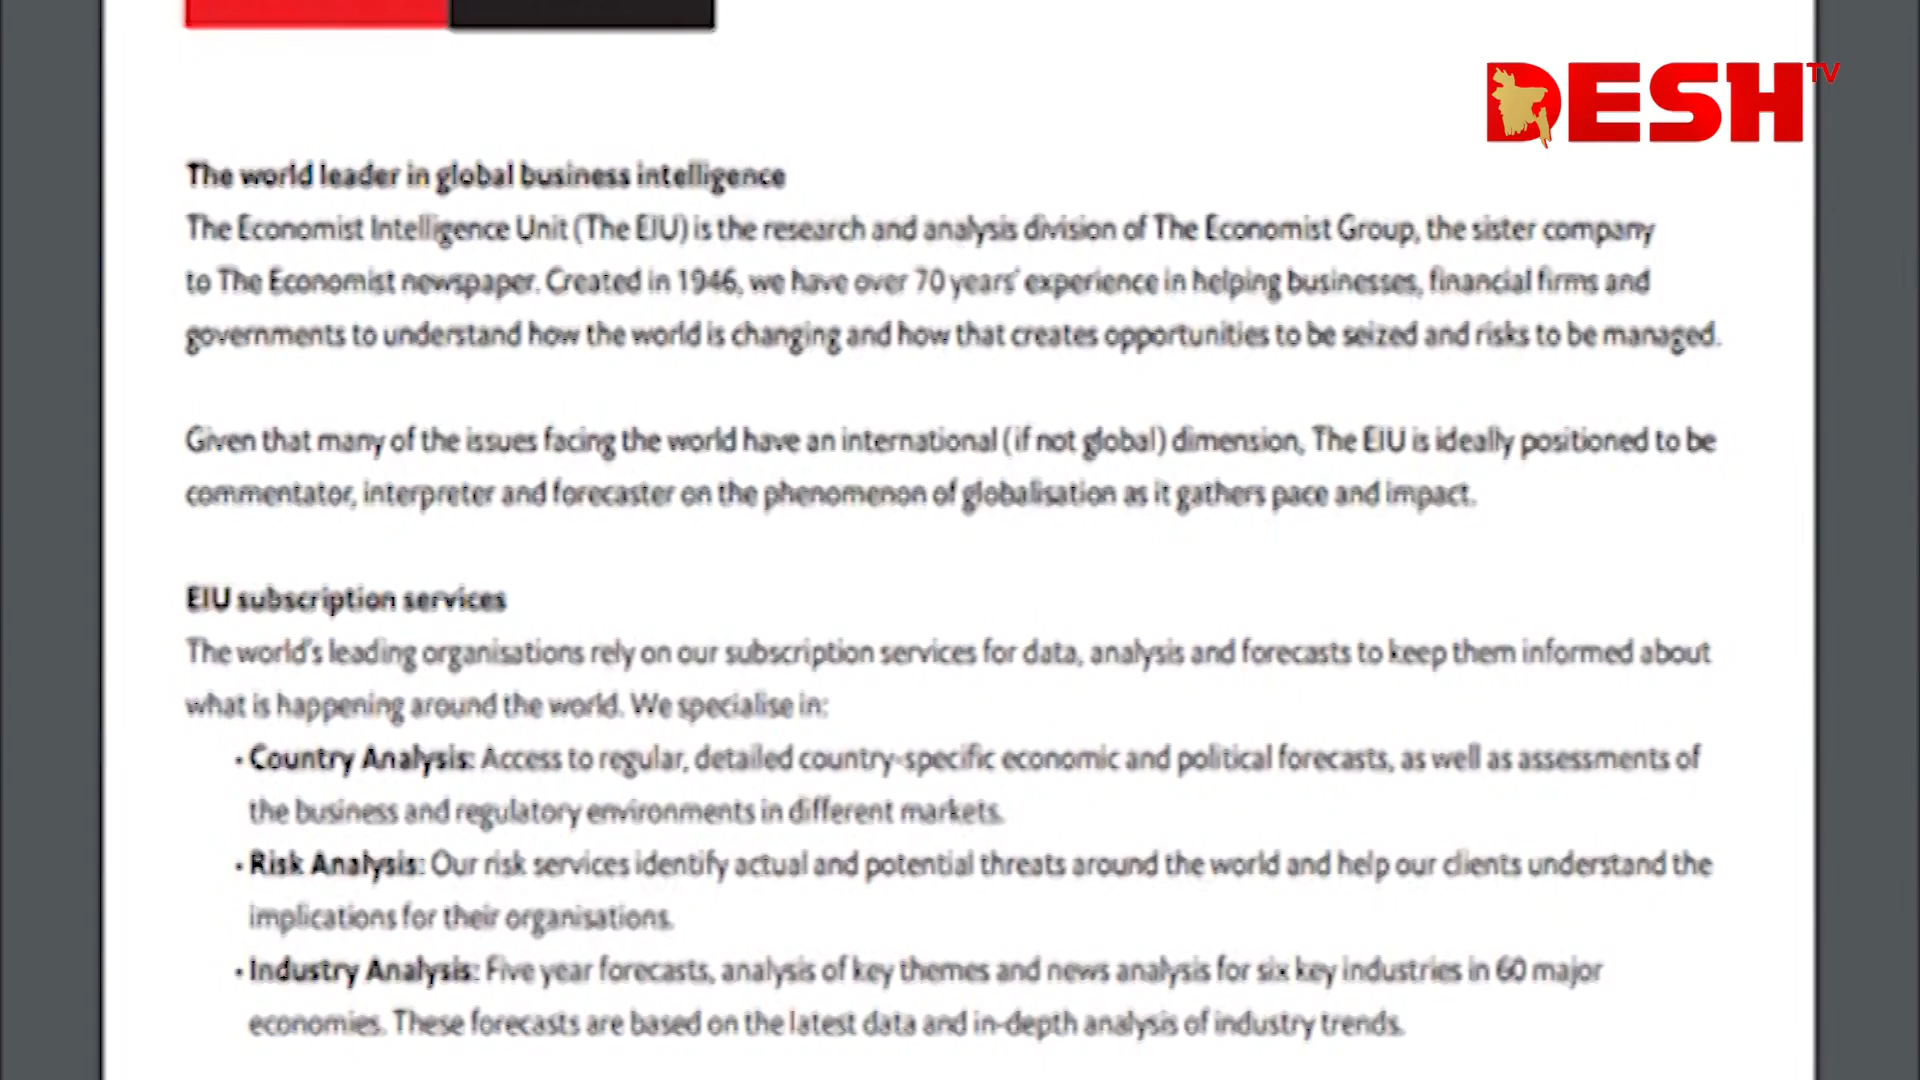 DESH TV
The world leader in global business intelligence
The Economist Intelligence Unit (The EIU) is the research and analysis division of The Economist Group, the sister company
to The Economist newspaper. Created in 1946, we have over 70 years' experience in helping businesses, financial firms and
governments to understand how the world is changing and how that creates opportunities to be seized and risks to be managed.
Given that many of the issues facing the world have an international (if not global) dimension, The EIU is ideally positioned to be
commentator, interpreter and forecaster on the phenomenon of globalisation as it gathers pace and impact.
EIU subscription services
The world's leading organisations rely on our subscription services for data, analysis and forecasts to keep them informed about
what is happening around the world. We specialise in:
• Country Analysis: Access to regular, detailed country-specific economic and political forecasts, as well as assessments of
the business and regulatory environments in different markets.
• Risk Analysis: Our risk services identify actual and potential threats around the world and help our clients understand the
implications for their organisations.
• Industry Analysis: Five year forecasts, analysis of key themes and news analysis for six key industries in 60 major
economies. These forecasts are based on the latest data and in-depth analysis of industry trends.